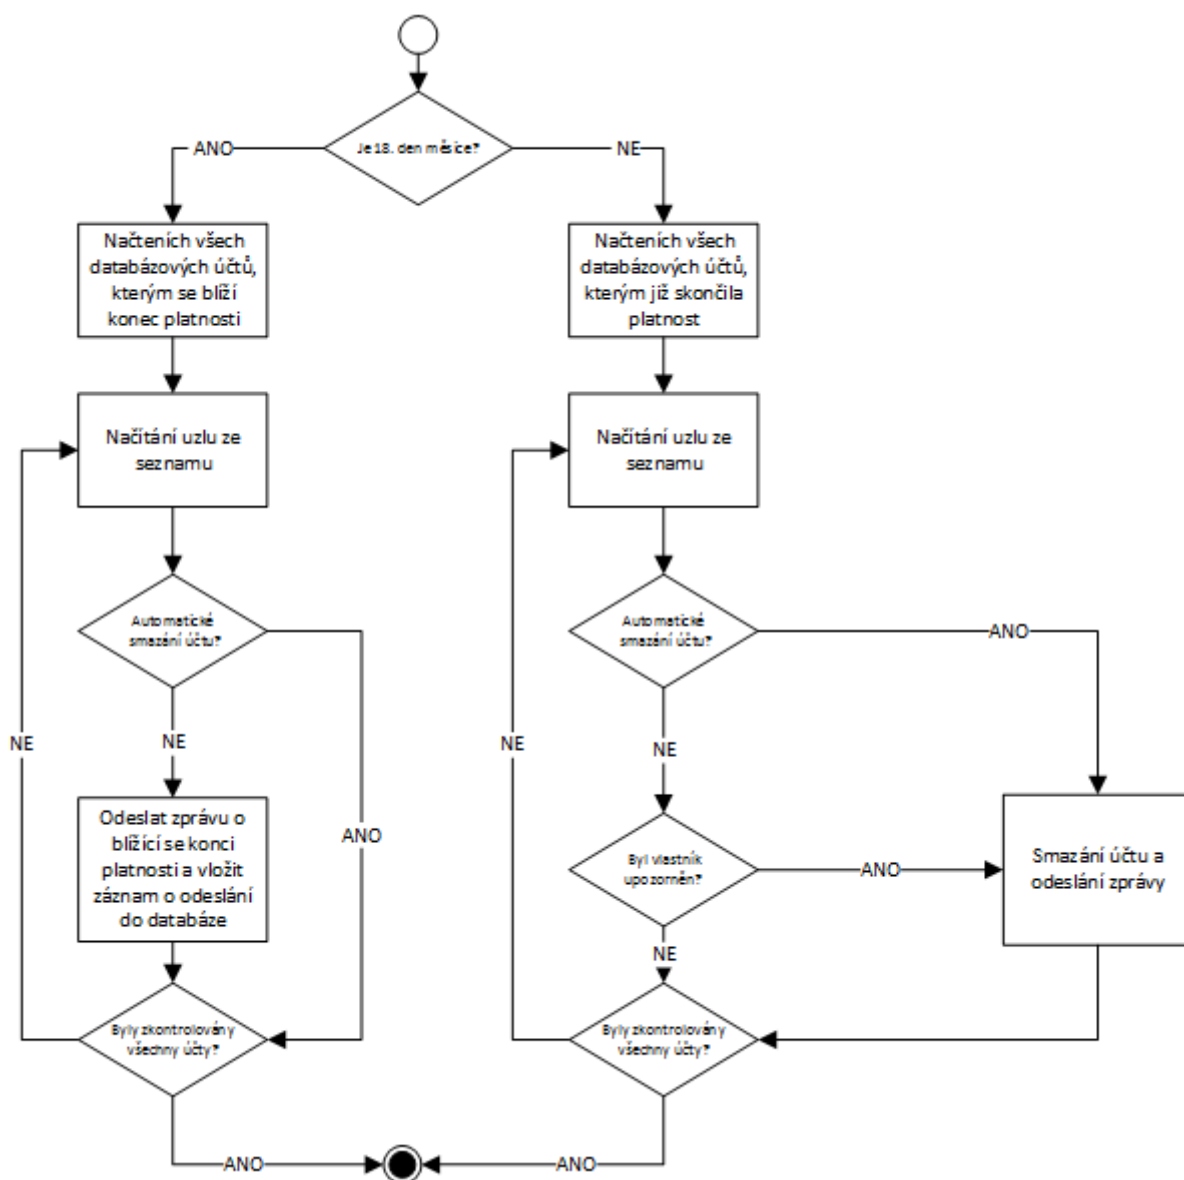 Je 18. den měsíce?
ANO
NE
Načteních všech
databázových účtů,
kterým se blíží
konec platnosti
Načteních všech
databázových účtů,
kterým již skončila
platnost
Načítání uzlu ze
seznamu
Načítání uzlu ze
seznamu
Automatické
smazání účtu?
Automatické
smazání účtu?
ANO
NE
NE
NE
NE
Odeslat zprávu o
blížící se konci
platnosti a vložit
záznam o odeslání
do databáze
ANO
Byl vlastník
upozorněn?
ANO
Smazání účtu a
odeslání zprávy
NE
Byly zkontrolovány
všechny účty?
Byly zkontrolovány
všechny účty?
ANO
ANO